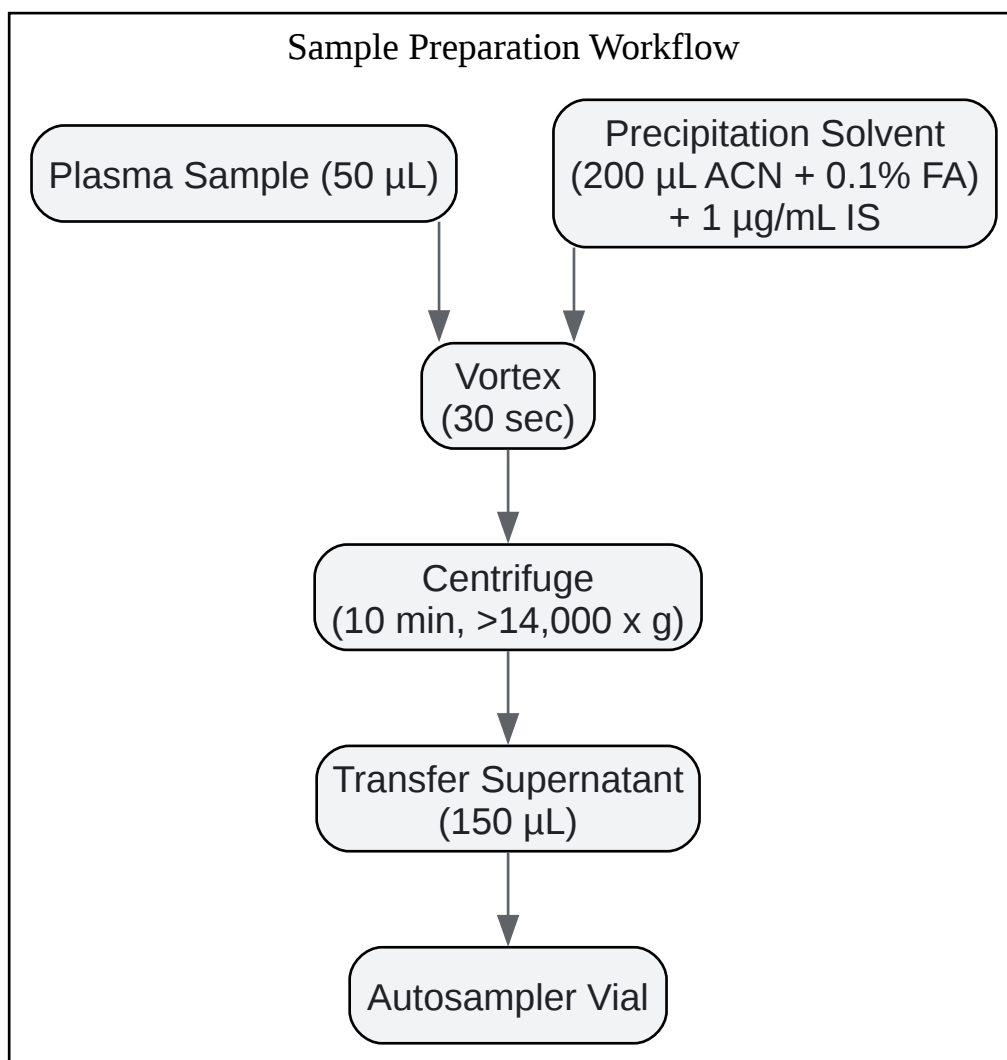 Sample Preparation Workflow
Plasma Sample (50 µL)
Precipitation Solvent
(200 µL ACN + 0.1% FA)
+ 1 µg/mL IS
Vortex
(30 sec)
Centrifuge
(10 min, >14,000 x g)
Transfer Supernatant
(150 µL)
Autosampler Vial